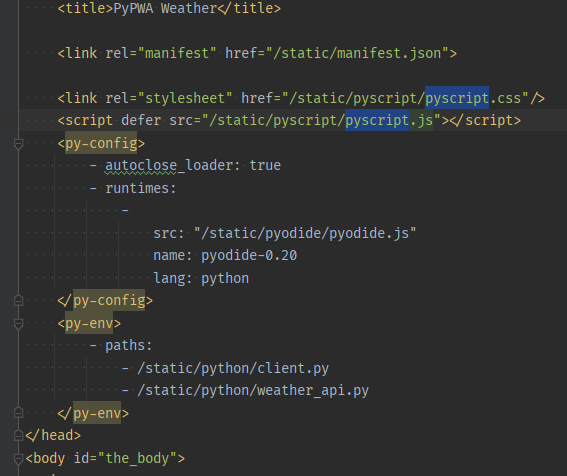 <title>PyPWA Weather</title>
<link rel="manifest" href="/static/manifest.json">
<link rel="stylesheet" href="/static/pyscript/pyscript.css"/>
<script defer src="/static/pyscript/pyscript.js"></script>
<py-config>
- autoclose_loader: true
- runtimes:
-
src: "/static/pyodide/pyodide.js"
name: pyodide-0.20
lang: python
</py-config>
<py-env>
- paths:
- /static/python/client.py
- /static/python/weather_api.py
</py-env>
</head>
<body id="the_body">